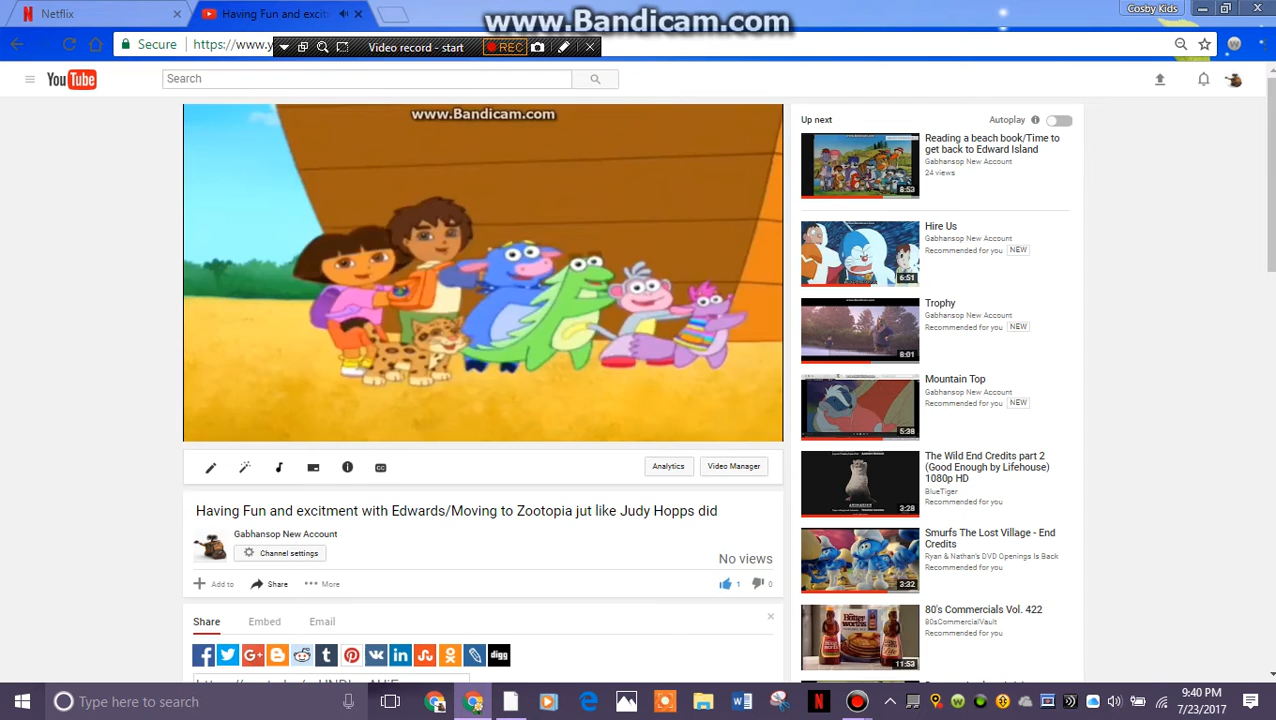 Netflix
Having Fun and excit
www.Bandicam.com
Cosby Kids
Secure
https://www.y
Video record - start
REC
YouTube
Search
www.Bandicam.com
Up next
Autoplay
Reading a beach book/Time to
get back to Edward Island
Gabhansop New Account
24 views
8:53
Hire Us
Gabhansop New Account
Recommended for you NEW
6:51
Trophy
Gabhansop New Account
Recommended for you NEW
8:01
Mountain Top
Gabhansop New Account
Recommended for you NEW
5:38
The Wild End Credits part 2
(Good Enough by Lifehouse)
1080p HD
BlueTiger
Recommended for you
3:28
Smurfs The Lost Village - End
Credits
Ryan & Nathan's DVD Openings Is Back
Recommended for you
3:32
80's Commercials Vol. 422
80sCommercialVault
Recommended for you
11:53
Analytics
Video Manager
Having Fun and excitment with Edwards/Moving to Zootopia jut like Judy Hopps did
Gabhansop New Account
Channel settings
No views
Add to
Share
More
1
0
Share
Embed
Email
digg
Type here to search
9:40 PM
7/23/2017